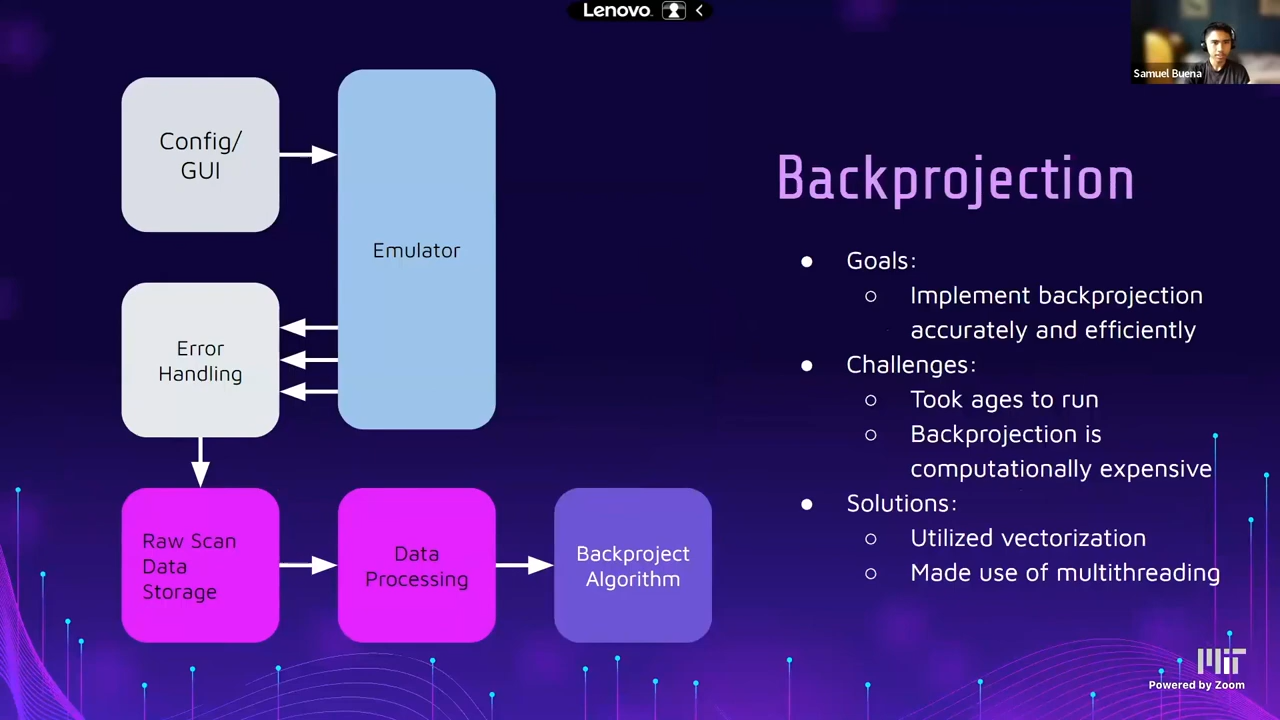 Lenovo
Samuel Buena
Config/
GUI
Emulator
Error
Handling
Raw Scan
Data
Storage
Data
Processing
Backproject
Algorithm
Backprojection
Goals:
Implement backprojection
accurately and efficiently
Challenges:
Took ages to run
Backprojection is
computationally expensive
Solutions:
Utilized vectorization
Made use of multithreading
MIT
Powered by Zoom